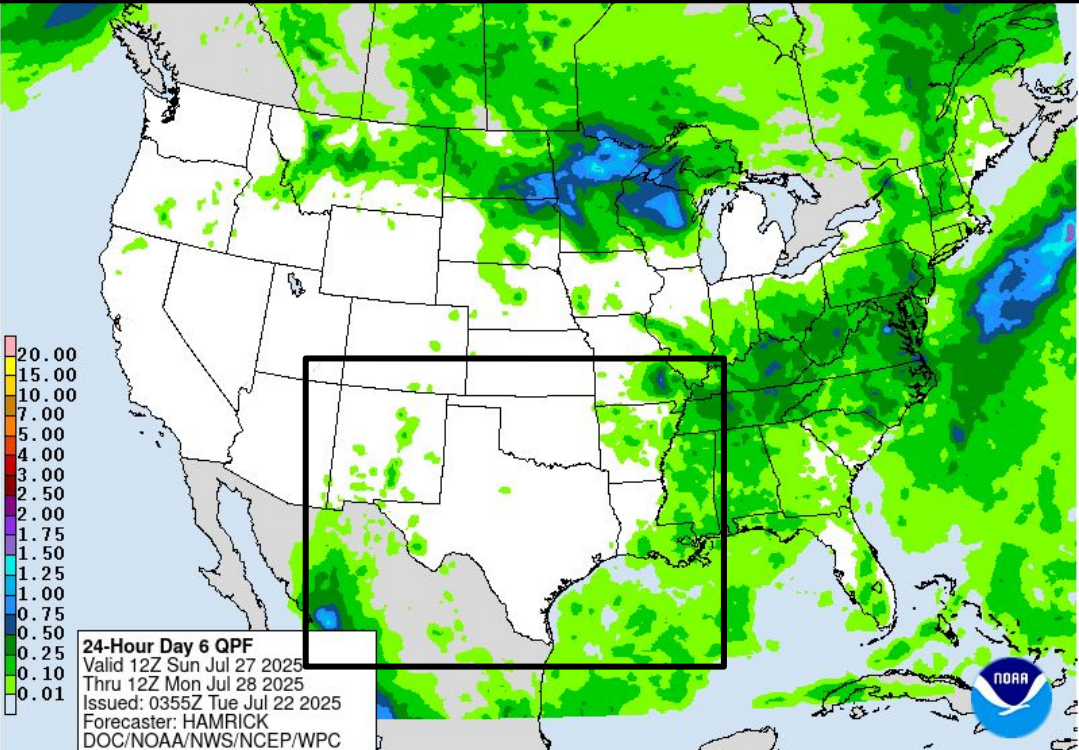 20.00
15.00
10.00
7.00
5.00
4.00
3.00
2.50
2.00
1.75
1.50
1.25
1.00
0.75
0.50
0.25
0.10
0.01
24-Hour Day 6 QPF
Valid 12Z Sun Jul 27 2025
Thru 12Z Mon Jul 28 2025
Issued: 0355Z Tue Jul 22 2025
Forecaster: HAMRICK
DOC/NOAA/NWS/NCEP/WPC
NOAA